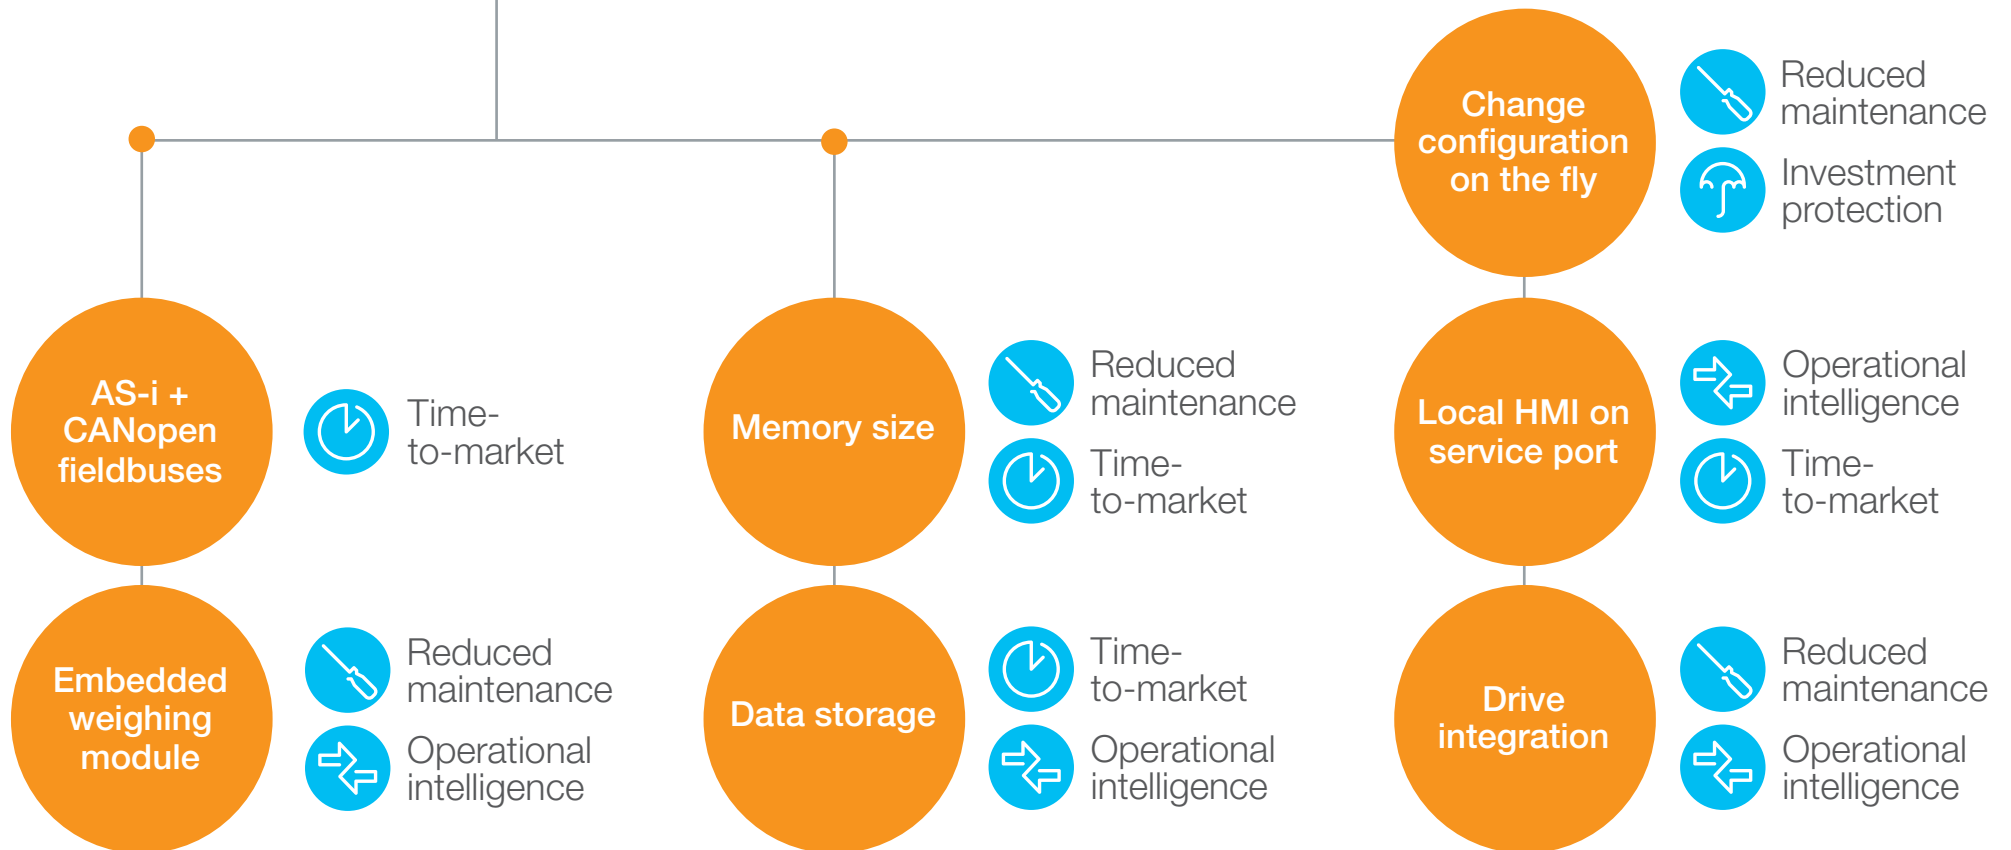 Change
configuration
on the fly
Reduced
maintenance
Investment
protection
AS-i +
CANopen
fieldbuses
Time-
to-market
Memory size
Reduced
maintenance
Time-
to-market
Local HMI on
service port
Operational
intelligence
Time-
to-market
Embedded
weighing
module
Reduced
maintenance
Operational
intelligence
Data storage
Time-
to-market
Operational
intelligence
Drive
integration
Reduced
maintenance
Operational
intelligence